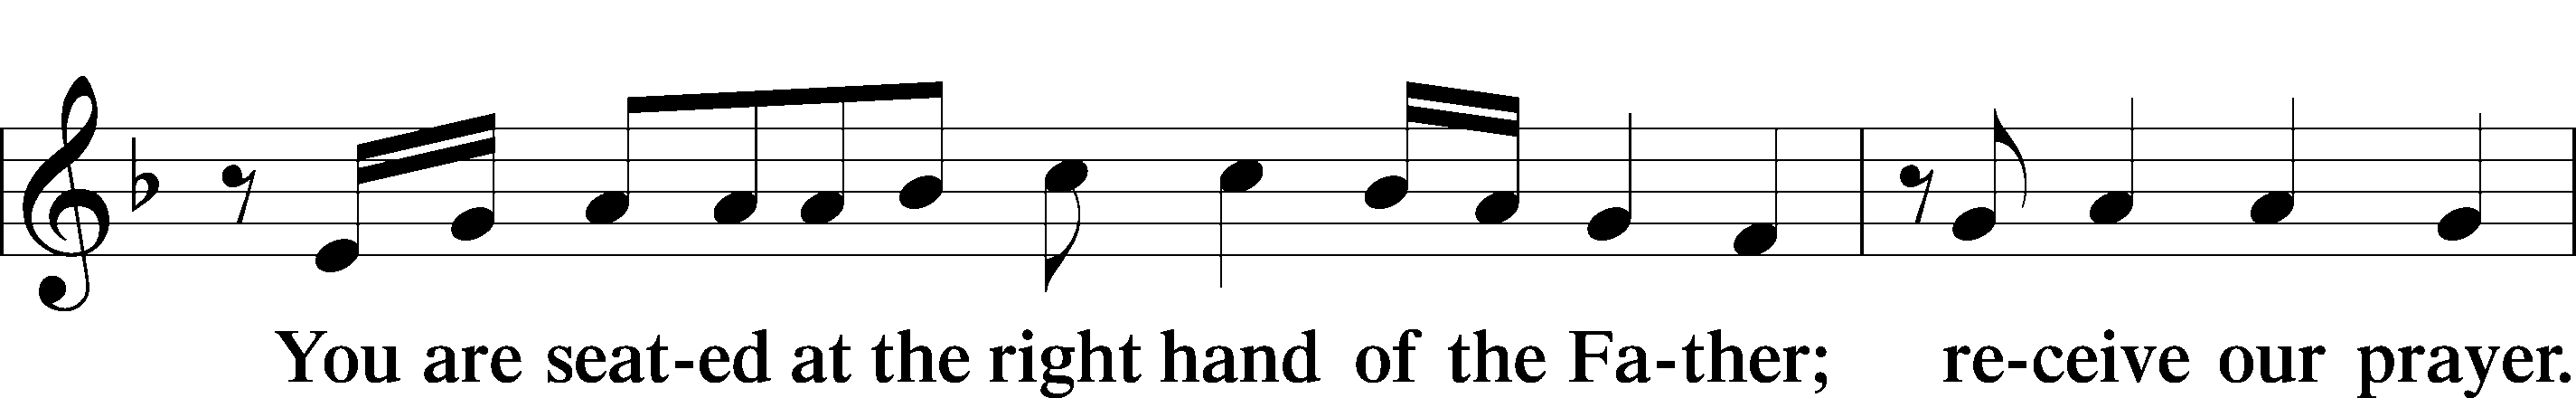 You are seat-ed at the right hand of the Fa-ther; re-ceive our prayer.